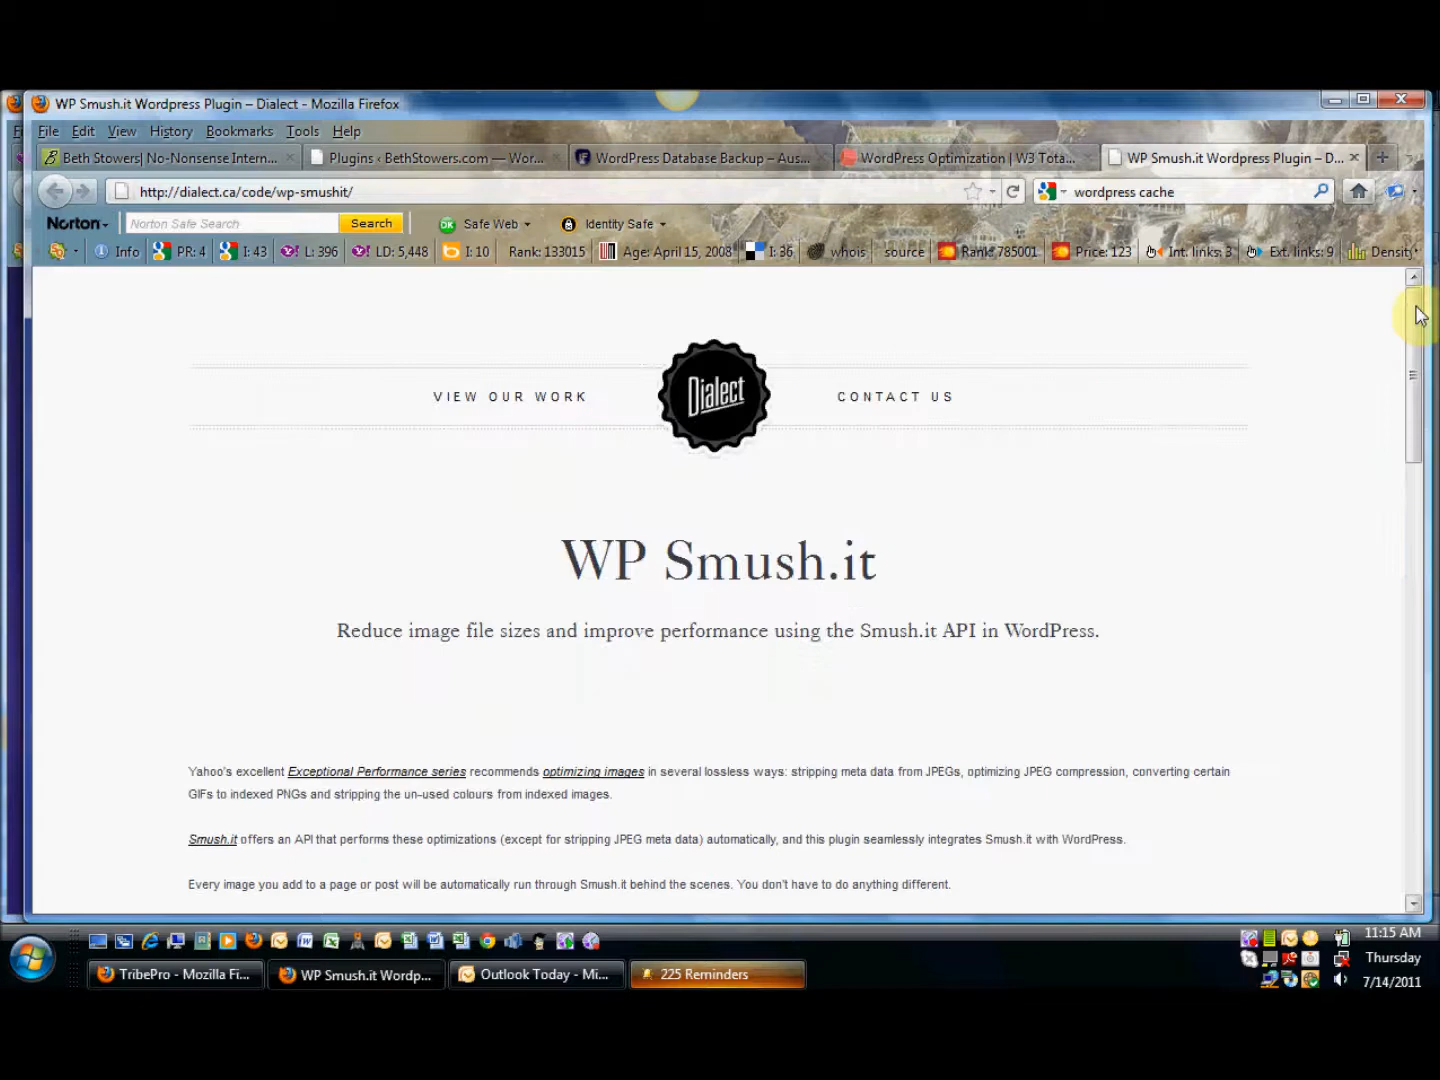 WP Smush.it Wordpress Plugin – Dialect - Mozilla Firefox
File Edit View History Bookmarks Tools Help
Beth Stowers| No-Nonsense Intern... Plugins ‹ BethStowers.com — Wor... WordPress Database Backup – Aus... WordPress Optimization | W3 Tota... WP Smush.it Wordpress Plugin – D...
http://dialect.ca/code/wp-smushit/ wordpress cache
Norton Norton Safe Search Search OK Safe Web Identity Safe
Info PR: 4 I: 43 L: 396 LD: 5,448 I: 10 Rank: 133015 Age: April 15, 2008 I: 36 whois source Rank: 785001 Price: 123 Int. links: 3 Ext. links: 9 Density
VIEW OUR WORK Dialect CONTACT US
WP Smush.it
Reduce image file sizes and improve performance using the Smush.it API in WordPress.
Yahoo's excellent Exceptional Performance series recommends optimizing images in several lossless ways: stripping meta data from JPEGs, optimizing JPEG compression, converting certain
GIFs to indexed PNGs and stripping the un-used colours from indexed images.
Smush.it offers an API that performs these optimizations (except for stripping JPEG meta data) automatically, and this plugin seamlessly integrates Smush.it with WordPress.
Every image you add to a page or post will be automatically run through Smush.it behind the scenes. You don't have to do anything different.
11:15 AM
TribePro - Mozilla Fi... WP Smush.it Wordp... Outlook Today - Mi... 225 Reminders Thursday
7/14/2011